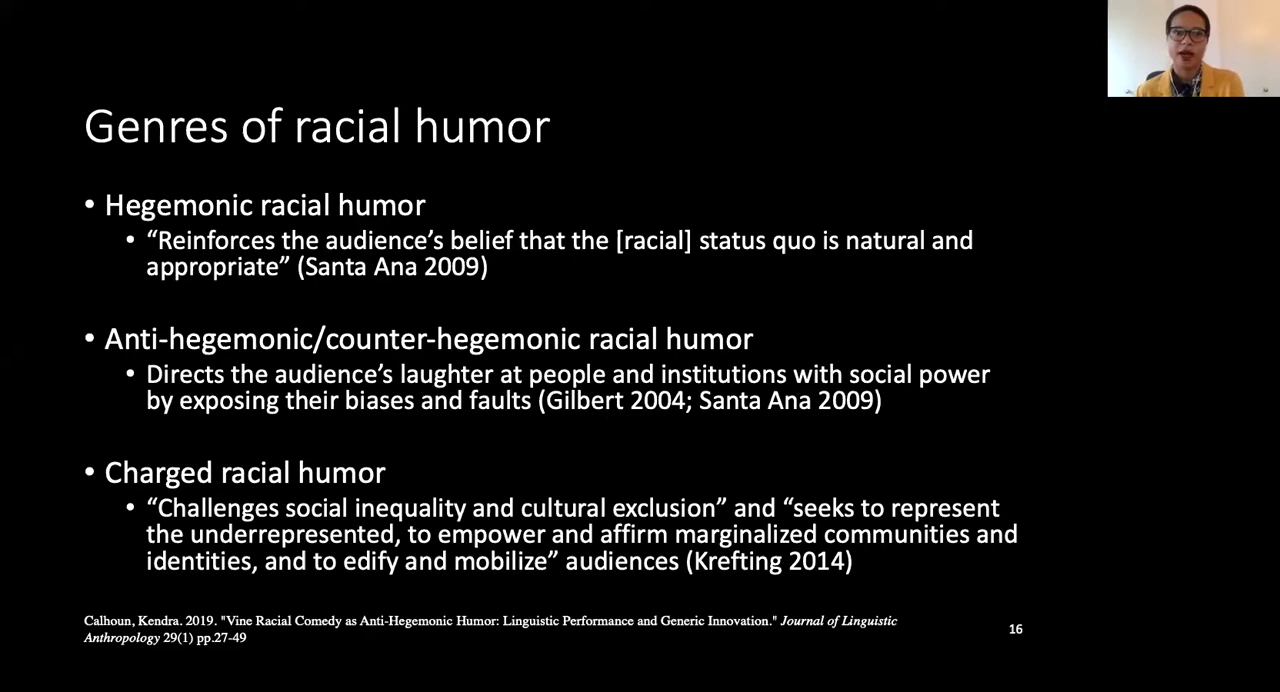 Genres of racial humor
• Hegemonic racial humor
• “Reinforces the audience’s belief that the [racial] status quo is natural and
appropriate” (Santa Ana 2009)
• Anti-hegemonic/counter-hegemonic racial humor
• Directs the audience’s laughter at people and institutions with social power
by exposing their biases and faults (Gilbert 2004; Santa Ana 2009)
• Charged racial humor
• “Challenges social inequality and cultural exclusion” and “seeks to represent
the underrepresented, to empower and affirm marginalized communities and
identities, and to edify and mobilize” audiences (Krefting 2014)
Calhoun, Kendra. 2019. "Vine Racial Comedy as Anti-Hegemonic Humor: Linguistic Performance and Generic Innovation." Journal of Linguistic
Anthropology 29(1) pp.27-49
16